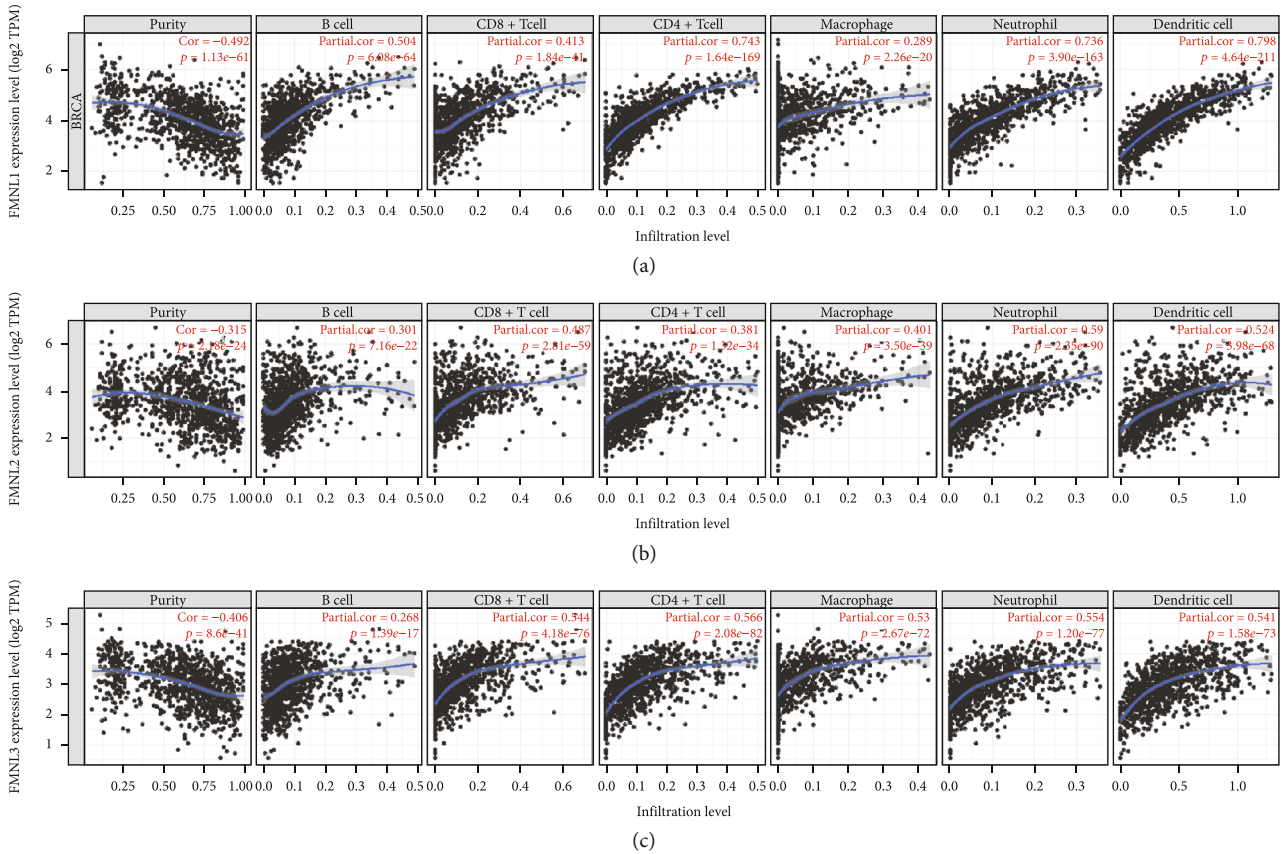 Purity B cell CD8 + Tcell CD4 + Tcell Macrophage Neutrophil Dendritic cell
Cor = −0.492 Partial.cor = 0.504 Partial.cor = 0.413 Partial.cor = 0.743 Partial.cor = 0.289 Partial.cor = 0.736 Partial.cor = 0.798
p = 1.13e−61 p = 6.08e−64 p = 1.84e−41 p = 1.64e−169 p = 2.26e−20 p = 3.90e−163 p = 4.64e−211
FMNL1 expression level (log2 TPM)
BRCA
6
4
2
0.25 0.50 0.75 1.00 0.0 0.1 0.2 0.3 0.4 0.5 0.0 0.2 0.4 0.6 0.0 0.1 0.2 0.3 0.4 0.5 0.0 0.1 0.2 0.3 0.4 0.0 0.1 0.2 0.3 0.0 0.5 1.0
Infiltration level
(a)
Purity B cell CD8 + T cell CD4 + T cell Macrophage Neutrophil Dendritic cell
Cor = −0.315 Partial.cor = 0.301 Partial.cor = 0.487 Partial.cor = 0.381 Partial.cor = 0.401 Partial.cor = 0.59 Partial.cor = 0.524
p = 2.18e−24 p = 7.16e−22 p = 2.81e−59 p = 1.32e−34 p = 3.50e−39 p = 2.35e−90 p = 3.98e−68
FMNL2 expression level (log2 TPM)
6
4
2
0.25 0.50 0.75 1.00 0.0 0.1 0.2 0.3 0.4 0.5 0.0 0.2 0.4 0.6 0.0 0.1 0.2 0.3 0.4 0.5 0.0 0.1 0.2 0.3 0.4 0.0 0.1 0.2 0.3 0.0 0.5 1.0
Infiltration level
(b)
Purity B cell CD8 + T cell CD4 + T cell Macrophage Neutrophil Dendritic cell
Cor = −0.406 Partial.cor = 0.268 Partial.cor = 0.544 Partial.cor = 0.566 Partial.cor = 0.53 Partial.cor = 0.554 Partial.cor = 0.541
p = 8.6e−41 p = 1.39e−17 p = 4.18e−76 p = 2.08e−82 p = 2.67e−72 p = 1.20e−77 p = 1.58e−73
FMNL3 expression level (log2 TPM)
5
4
3
2
1
0.25 0.50 0.75 1.00 0.0 0.1 0.2 0.3 0.4 0.5 0.0 0.2 0.4 0.6 0.0 0.1 0.2 0.3 0.4 0.5 0.0 0.1 0.2 0.3 0.4 0.0 0.1 0.2 0.3 0.0 0.5 1.0
Infiltration level
(c)